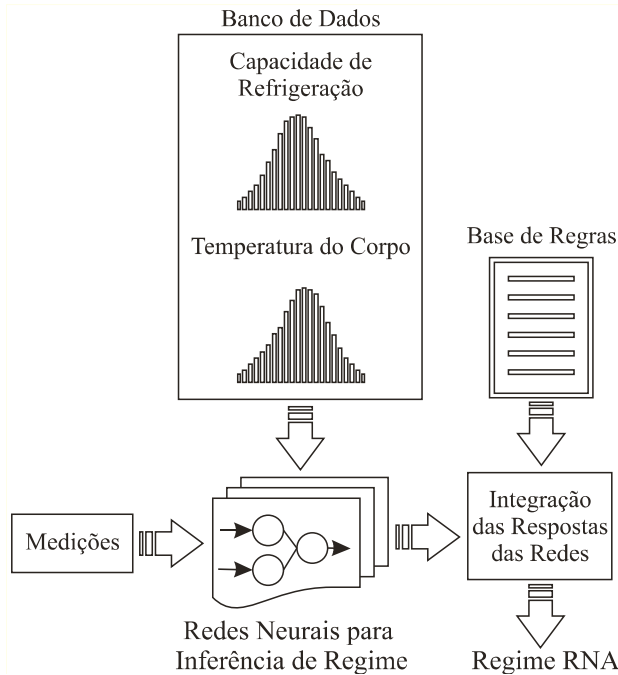 Banco de Dados
Capacidade de
Refrigeração
Temperatura do Corpo
Base de Regras
Medições
Integração
das Respostas
das Redes
Redes Neurais para
Inferência de Regime
Regime RNA